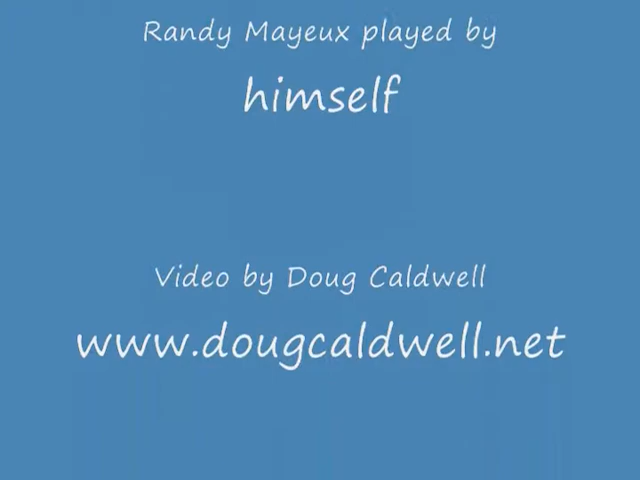 Randy Mayeux played by
himself
Video by Doug Caldwell
www.dougcaldwell.net